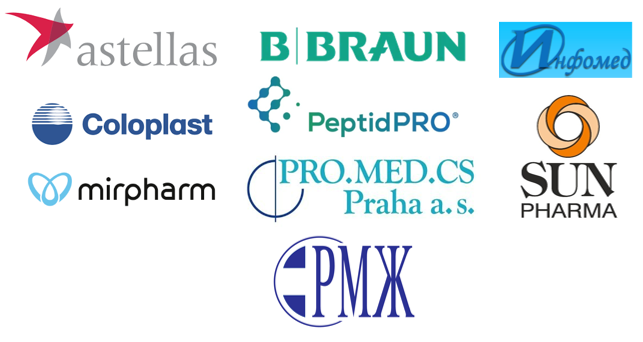 astellas
B|BRAUN
Инфомед
Coloplast
PeptidPRO®
SUN
PHARMA
mirpharm
PRO.MED.CS
Praha a.s.
РМЖ